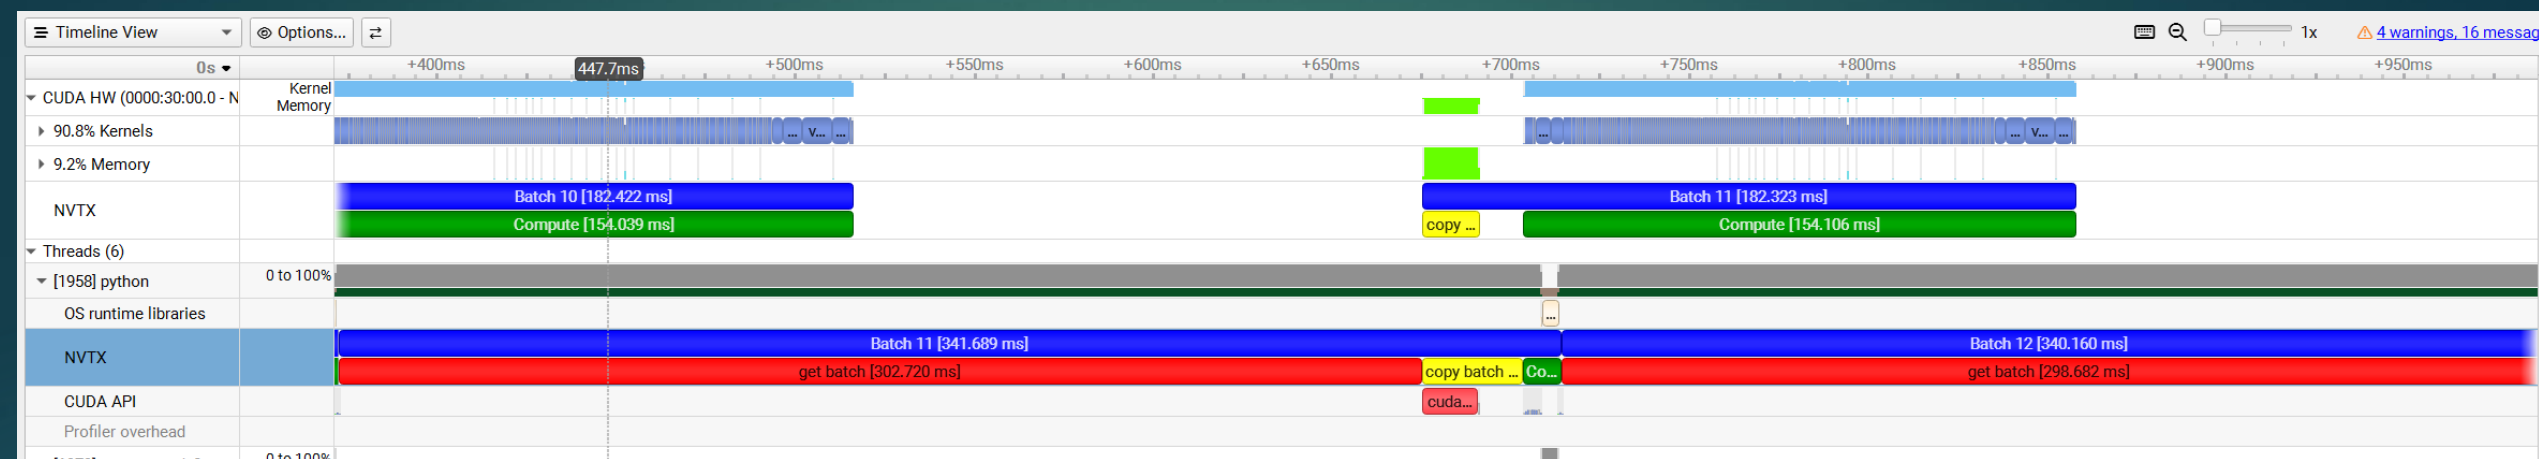 Timeline View Options... 1x 4 warnings, 16 messag
0s +400ms 447.7ms +500ms +550ms +600ms +650ms +700ms +750ms +800ms +850ms +900ms +950ms
CUDA HW (0000:30:00.0 - N Kernel
Memory
90.8% Kernels ... v... ... ... ... v... ...
9.2% Memory
Batch 10 [182.422 ms] Batch 11 [182.323 ms]
NVTX
Compute [154.039 ms] copy ... Compute [154.106 ms]
Threads (6)
[1958] python 0 to 100%
OS runtime libraries ...
Batch 11 [341.689 ms] Batch 12 [340.160 ms]
NVTX
get batch [302.720 ms] copy batch ... Co... get batch [298.682 ms]
CUDA API cuda...
Profiler overhead
0 to 100%